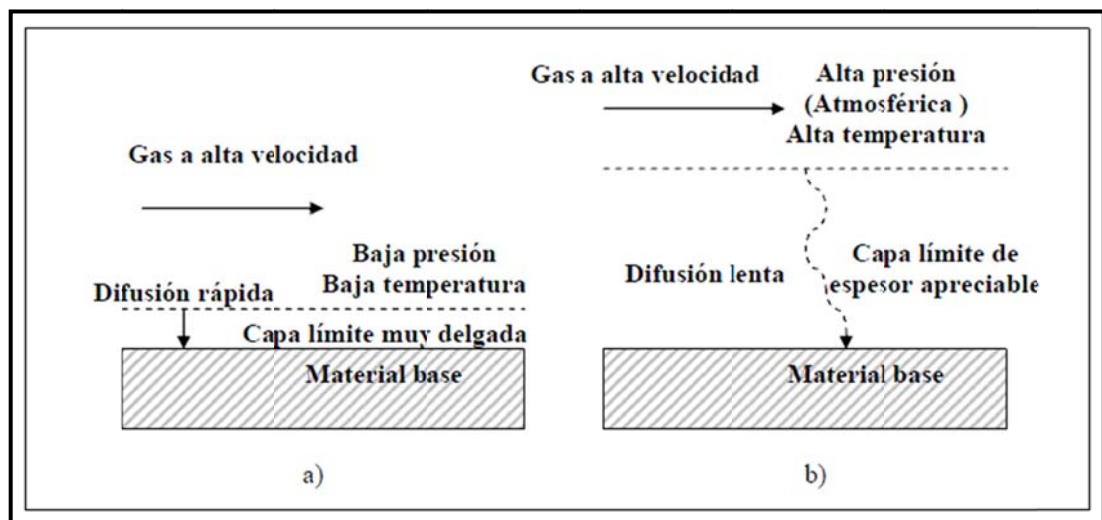 Gas a alta velocidad
Baja presión
Baja temperatura
Difusión rápida
Capa límite muy delgada
Material base
a)
Gas a alta velocidad
Alta presión
(Atmosférica )
Alta temperatura
Difusión lenta
Capa límite de
espesor apreciable
Material base
b)